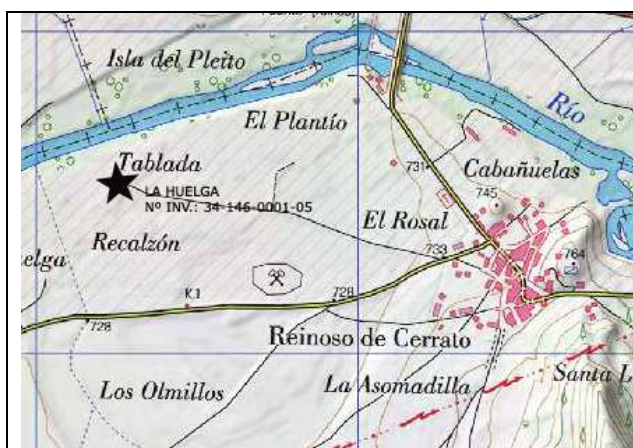 Isla del Pleito
Río
El Plantío
Tablada
731
Cabañuelas
LA HUELGA
Nº INV.: 34-146-0001-05
745
El Rosal
Recalzón
733
764
elga
K.1
728
728
Reinoso de Cerrato
Los Olmillos
La Asomadilla
Santa L